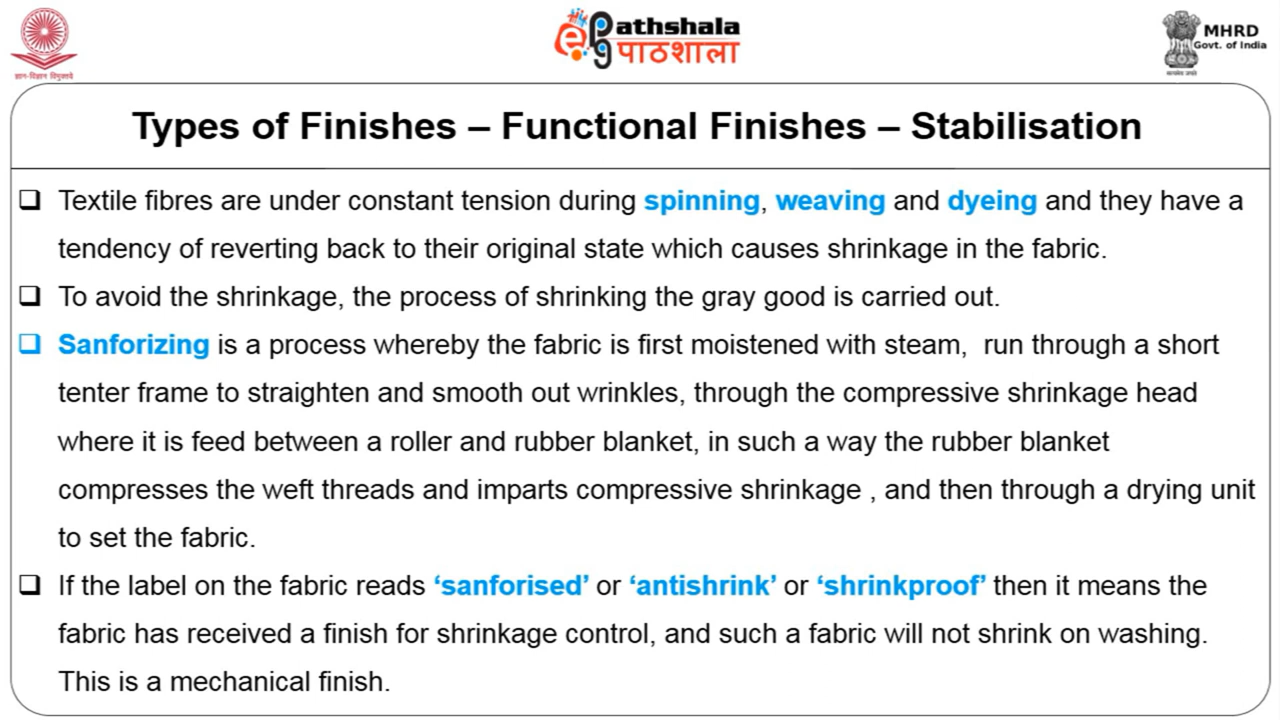 ज्ञान-विज्ञान विमुक्तये
ePG Pathshala
पाठशाला
MHRD
Govt. of India
सत्यमेव जयते
Types of Finishes – Functional Finishes – Stabilisation
❑ Textile fibres are under constant tension during spinning, weaving and dyeing and they have a
tendency of reverting back to their original state which causes shrinkage in the fabric.
❑ To avoid the shrinkage, the process of shrinking the gray good is carried out.
❑ Sanforizing is a process whereby the fabric is first moistened with steam, run through a short
tenter frame to straighten and smooth out wrinkles, through the compressive shrinkage head
where it is feed between a roller and rubber blanket, in such a way the rubber blanket
compresses the weft threads and imparts compressive shrinkage , and then through a drying unit
to set the fabric.
❑ If the label on the fabric reads ‘sanforised’ or ‘antishrink’ or ‘shrinkproof’ then it means the
fabric has received a finish for shrinkage control, and such a fabric will not shrink on washing.
This is a mechanical finish.